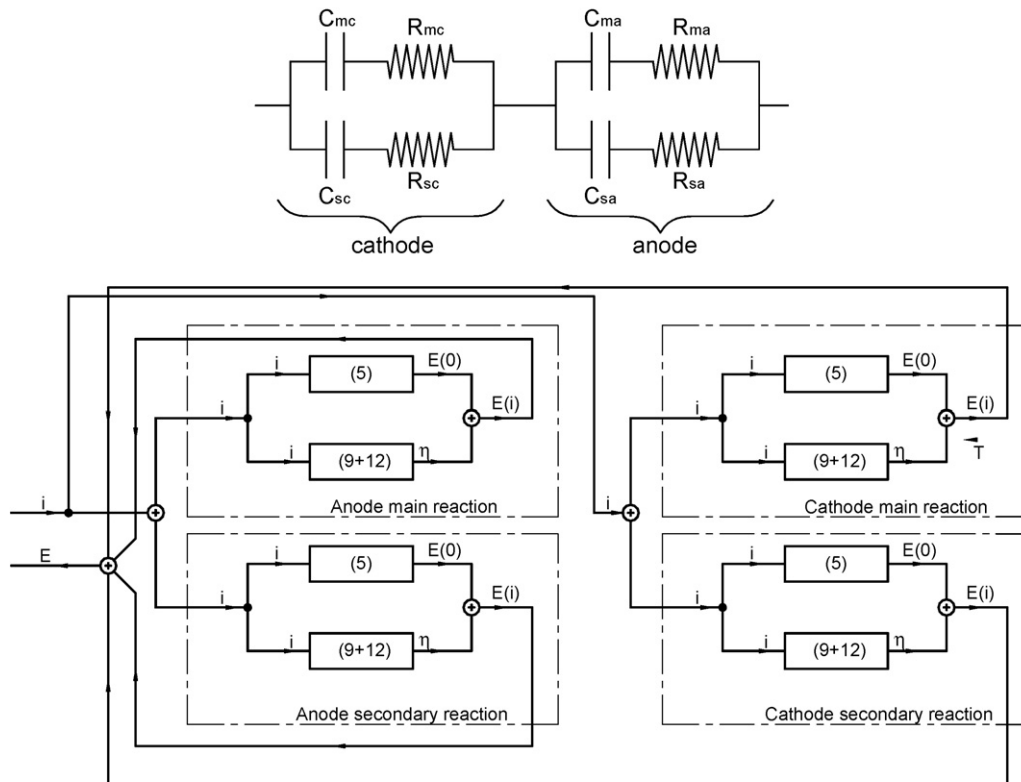 Cmc Rmc Cma Rma
Csc Rsc Csa Rsa
cathode anode
i (5) E(0) i (5) E(0)
i E(i) i E(i)
i (9+12) η i (9+12) η T
i Anode main reaction i Cathode main reaction
E i (5) E(0) i (5) E(0)
i E(i) i E(i)
i (9+12) η i (9+12) η
Anode secondary reaction Cathode secondary reaction